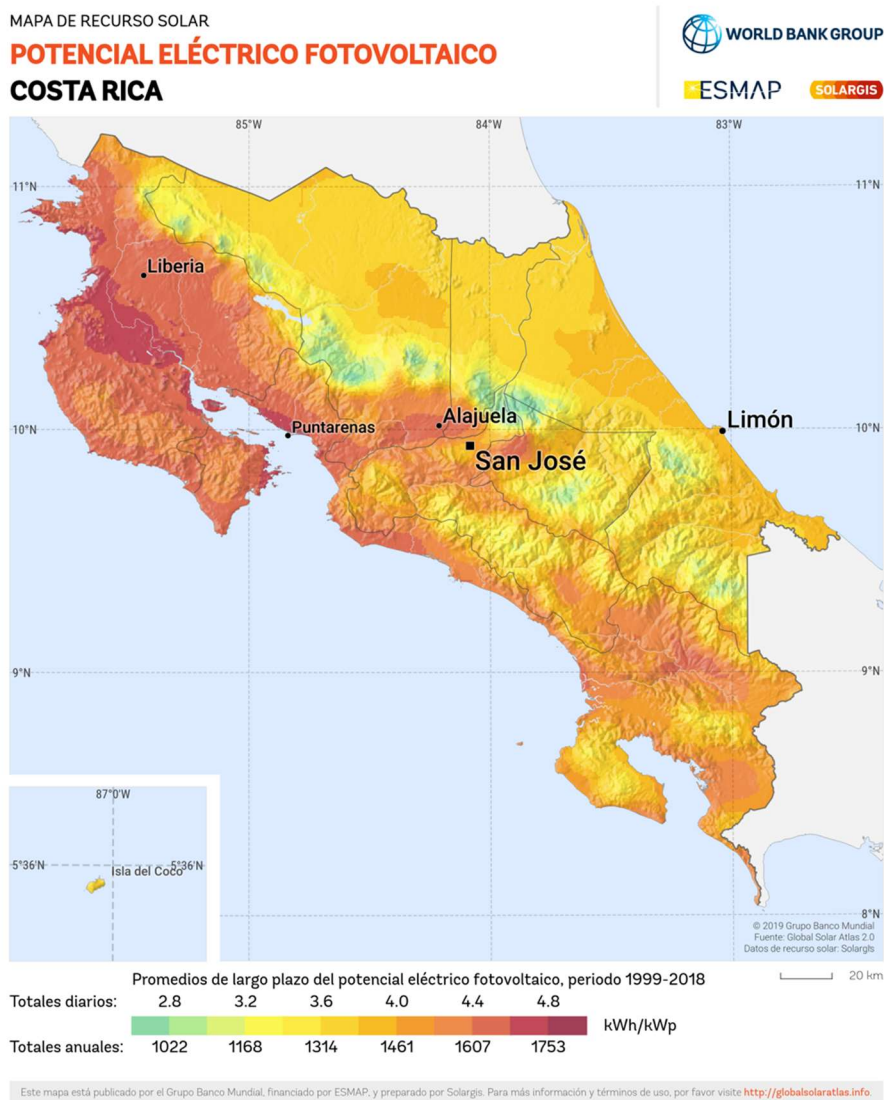 MAPA DE RECURSO SOLAR
POTENCIAL ELÉCTRICO FOTOVOLTAICO
COSTA RICA
WORLD BANK GROUP
ESMAP
SOLARGIS
85°W 84°W 83°W
11°N 11°N
Liberia
10°N 10°N
Puntarenas
Alajuela
San José
Limón
9°N 9°N
87°0'W
5°36'N 5°36'N
Isla del Coco
8°N
© 2019 Grupo Banco Mundial
Fuente: Global Solar Atlas 2.0
Datos de recurso solar: Solargis
20 km
Promedios de largo plazo del potencial eléctrico fotovoltaico, periodo 1999-2018
Totales diarios: 2.8 3.2 3.6 4.0 4.4 4.8
kWh/kWp
Totales anuales: 1022 1168 1314 1461 1607 1753
Este mapa está publicado por el Grupo Banco Mundial, financiado por ESMAP, y preparado por Solargis. Para más información y términos de uso, por favor visite http://globalsolaratlas.info.